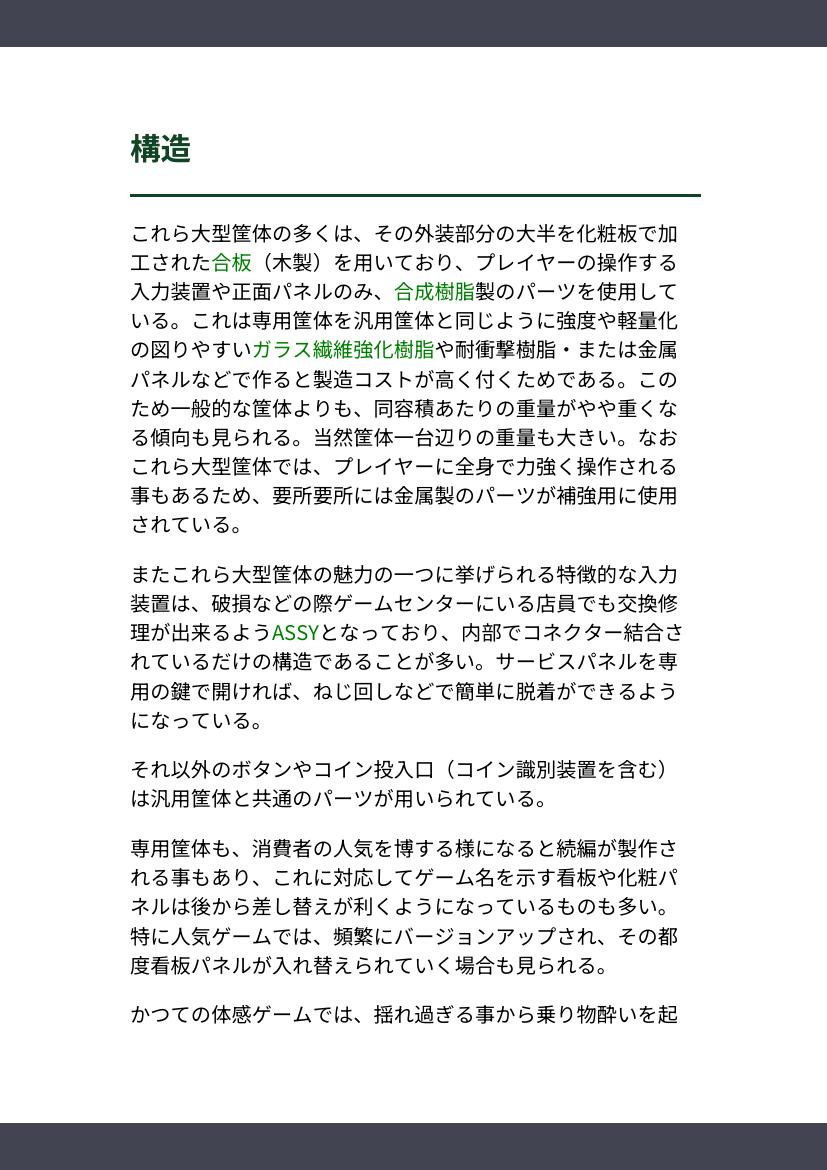 構造
これら大型筐体の多くは、その外装部分の大半を化粧板で加
工された合板（木製）を用いており、プレイヤーの操作する
入力装置や正面パネルのみ、合成樹脂製のパーツを使用して
いる。これは専用筐体を汎用筐体と同じように強度や軽量化
の図りやすいガラス繊維強化樹脂や耐衝撃樹脂・または金属
パネルなどで作ると製造コストが高く付くためである。この
ため一般的な筐体よりも、同容積あたりの重量がやや重くな
る傾向も見られる。当然筐体一台辺りの重量も大きい。なお
これら大型筐体では、プレイヤーに全身で力強く操作される
事もあるため、要所要所には金属製のパーツが補強用に使用
されている。
またこれら大型筐体の魅力の一つに挙げられる特徴的な入力
装置は、破損などの際ゲームセンターにいる店員でも交換修
理が出来るようASSYとなっており、内部でコネクター結合さ
れているだけの構造であることが多い。サービスパネルを専
用の鍵で開ければ、ねじ回しなどで簡単に脱着ができるよう
になっている。
それ以外のボタンやコイン投入口（コイン識別装置を含む）
は汎用筐体と共通のパーツが用いられている。
専用筐体も、消費者の人気を博する様になると続編が製作さ
れる事もあり、これに対応してゲーム名を示す看板や化粧パ
ネルは後から差し替えが利くようになっているものも多い。
特に人気ゲームでは、頻繁にバージョンアップされ、その都
度看板パネルが入れ替えられていく場合も見られる。
かつての体感ゲームでは、揺れ過ぎる事から乗り物酔いを起